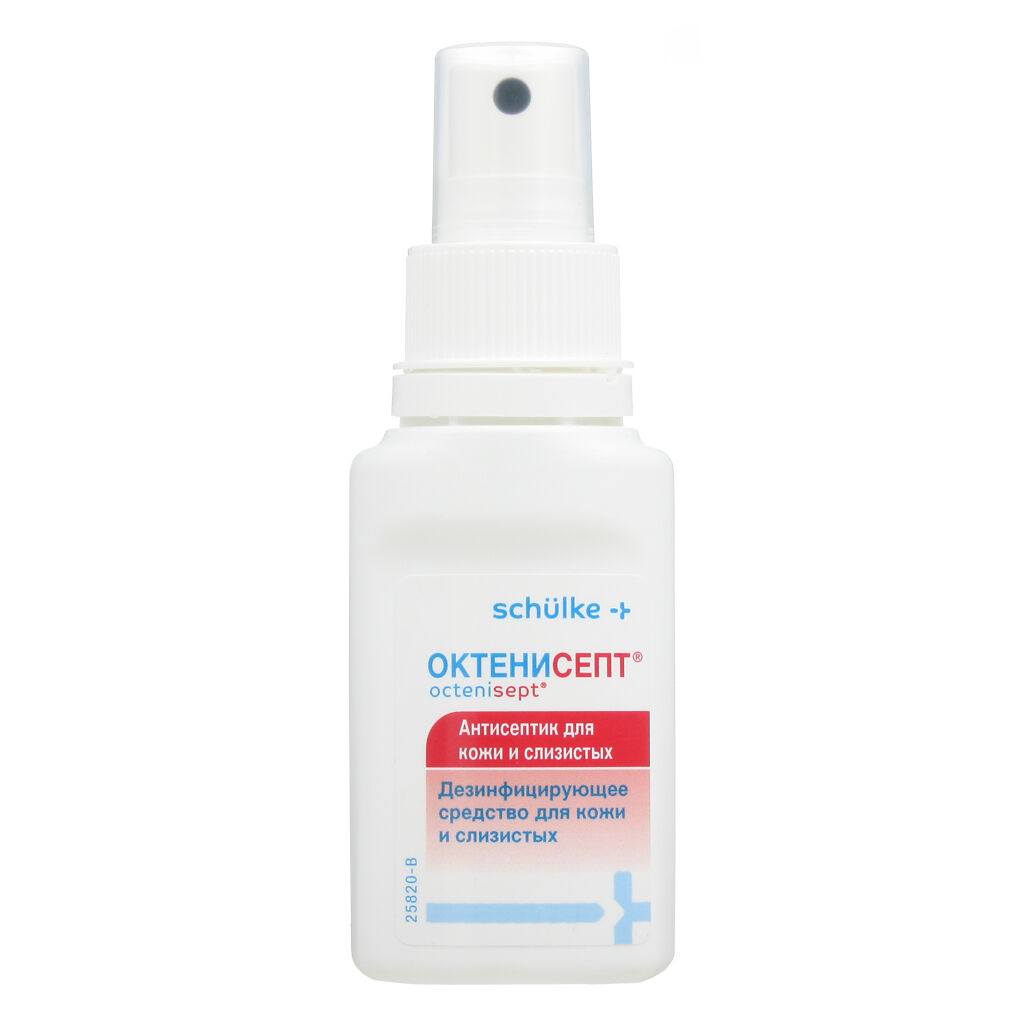 schülke
ОКТЕНИСЕПТ®
octenisept®
Антисептик для
кожи и слизистых
Дезинфицирующее
средство для кожи
и слизистых
25820-B